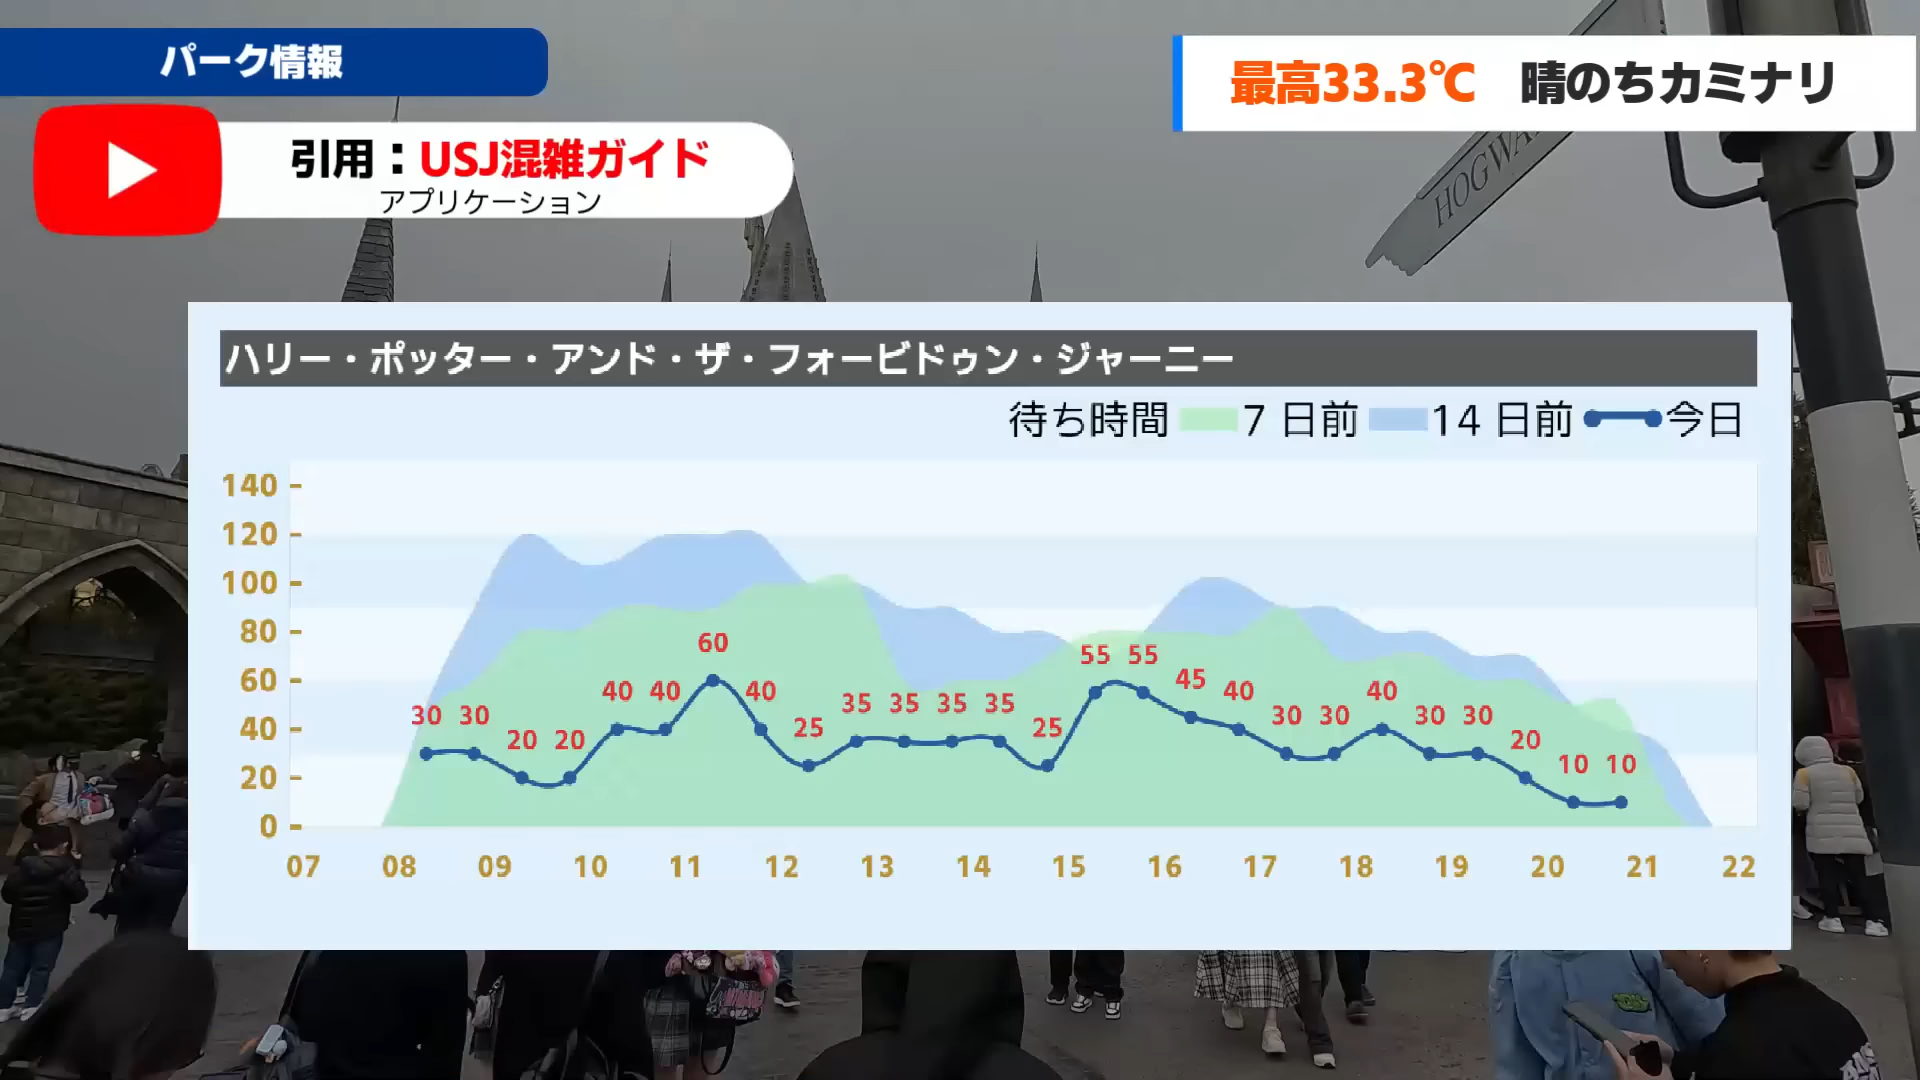 パーク情報
最高33.3℃ 晴のちカミナリ
引用：USJ混雑ガイド
アプリケーション
HOGWA
ハリー・ポッター・アンド・ザ・フォービドゥン・ジャーニー
待ち時間 7 日前 14 日前 今日
140
120
100
80
60
40
20
0
30 30 20 20 40 40 60 40 25 35 35 35 35 25 55 55 45 40 30 30 40 30 30 20 10 10
07 08 09 10 11 12 13 14 15 16 17 18 19 20 21 22